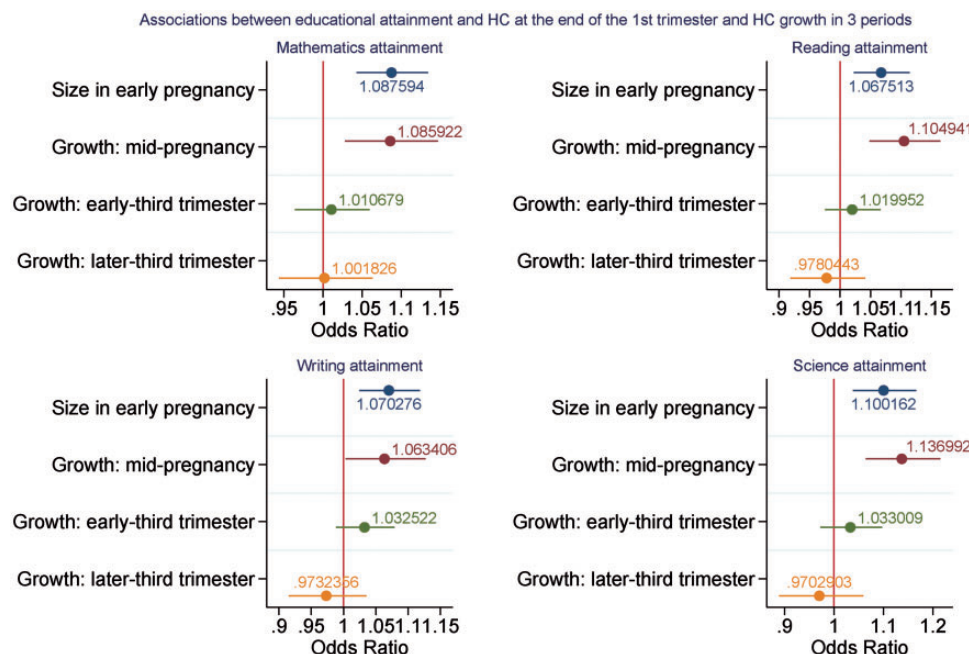 Associations between educational attainment and HC at the end of the 1st trimester and HC growth in 3 periods
Mathematics attainment
Size in early pregnancy
1.087594
Growth: mid-pregnancy
1.085922
Growth: early-third trimester
1.010679
Growth: later-third trimester
1.001826
.95 1 1.05 1.1 1.15
Odds Ratio
Reading attainment
Size in early pregnancy
1.067513
Growth: mid-pregnancy
1.104941
Growth: early-third trimester
1.019952
Growth: later-third trimester
.9780443
.9 .95 1 1.05 1.1 1.15
Odds Ratio
Writing attainment
Size in early pregnancy
1.070276
Growth: mid-pregnancy
1.063406
Growth: early-third trimester
1.032522
Growth: later-third trimester
.9732356
.9 .95 1 1.05 1.1 1.15
Odds Ratio
Science attainment
Size in early pregnancy
1.100162
Growth: mid-pregnancy
1.136992
Growth: early-third trimester
1.033009
Growth: later-third trimester
.9702903
.9 1 1.1 1.2
Odds Ratio